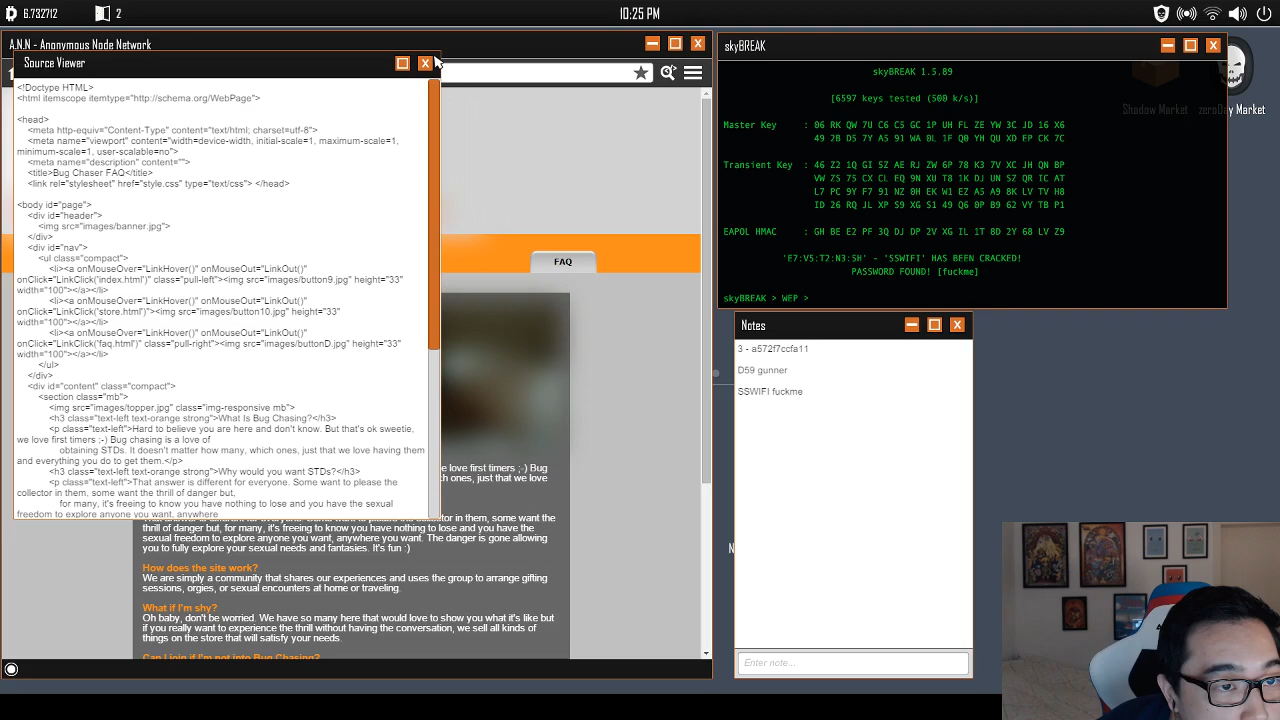 6.732712
2
10:25 PM
A.N.N - Anonymous Node Network
Source Viewer
<!Doctype HTML>
<html itemscope itemtype="http://schema.org/WebPage">
<head>
<meta http-equiv="Content-Type" content="text/html; charset=utf-8">
<meta name="viewport" content="width=device-width, initial-scale=1, maximum-scale=1,
minimum-scale=1, user-scalable=no">
<meta name="description" content="">
<title>Bug Chaser FAQ</title>
<link rel="stylesheet" href="style.css" type="text/css"> </head>
<body id="page">
<div id="header">
<img src="images/banner.jpg">
</div>
<div id="nav">
<ul class="compact">
<li><a onMouseOver="LinkHover()" onMouseOut="LinkOut()"
onClick="LinkClick('index.html')" class="pull-left"><img src="images/button9.jpg" height="33"
width="100"></a></li>
<li><a onMouseOver="LinkHover()" onMouseOut="LinkOut()"
onClick="LinkClick('store.html')"><img src="images/button10.jpg" height="33"
width="100"></a></li>
<li><a onMouseOver="LinkHover()" onMouseOut="LinkOut()"
onClick="LinkClick('faq.html')" class="pull-right"><img src="images/buttonD.jpg" height="33"
width="100"></a></li>
</ul>
</div>
<div id="content" class="compact">
<section class="mb">
<img src="images/topper.jpg" class="img-responsive mb">
<h3 class="text-left text-orange strong">What Is Bug Chasing?</h3>
<p class="text-left">Hard to believe you are here and don't know. But that's ok sweetie,
we love first timers ;-) Bug chasing is a love of
obtaining STDs. It doesn't matter how many, which ones, just that we love having them
and everything you do to get them.</p>
<h3 class="text-left text-orange strong">Why would you want STDs?</h3>
<p class="text-left">That answer is different for everyone. Some want to please the
collector in them, some want the thrill of danger but,
for many, it's freeing to know you have nothing to lose and you have the sexual
freedom to explore anyone you want, anywhere
FAQ
we love first timers ;-) Bug
ch ones, just that we love
thrill of danger but, for many, it's freeing to know you have nothing to lose and you have the
sexual freedom to explore anyone you want, anywhere you want. The danger is gone allowing
you to fully explore your sexual needs and fantasies. It's fun :)
How does the site work?
We are simply a community that shares our experiences and uses the group to arrange gifting
sessions, orgies, or sexual encounters at home or traveling.
What if I'm shy?
Oh baby, don't be worried. We have so many here that would love to show you what it's like but
if you really want to experience the thrill without having the conversation, we sell all kinds of
things on the store that will satisfy your needs.
Can I join if I'm not into Bug Chasing?
skyBREAK
skyBREAK 1.5.89
[6597 keys tested (500 k/s)]
Master Key : 06 RK QW 7U C6 C5 GC 1P UH FL ZE YW 3C JD 16 X6
49 2B D5 7Y A5 91 WA 0L 1F Q0 YH QU XD EP CK 7C
Transient Key : 46 Z2 1Q GI SZ AE RJ ZW 6P 78 K3 7V XC JH QN BP
VW ZS 75 CX CL FQ 9N XU T8 1K DJ UN SZ QR IC AT
L7 PC 9Y F7 91 NZ 0H EK W1 EZ A5 A9 8K LV TV H8
ID 26 RQ JL XP S9 XG S1 49 Q6 0P B9 62 VY TB P1
EAPOL HMAC : GH BE E2 PF 3Q DJ DP 2V XG IL 1T 8D 2Y 68 LV Z9
'E7:V5:T2:N3:5H' - 'SSWIFI' HAS BEEN CRACKED!
PASSWORD FOUND! [fuckme]
skyBREAK > WEP >
Shadow Market
zeroDay Market
Notes
3 - a572f7ccfa11
D59 gunner
SSWIFI fuckme
Enter note...